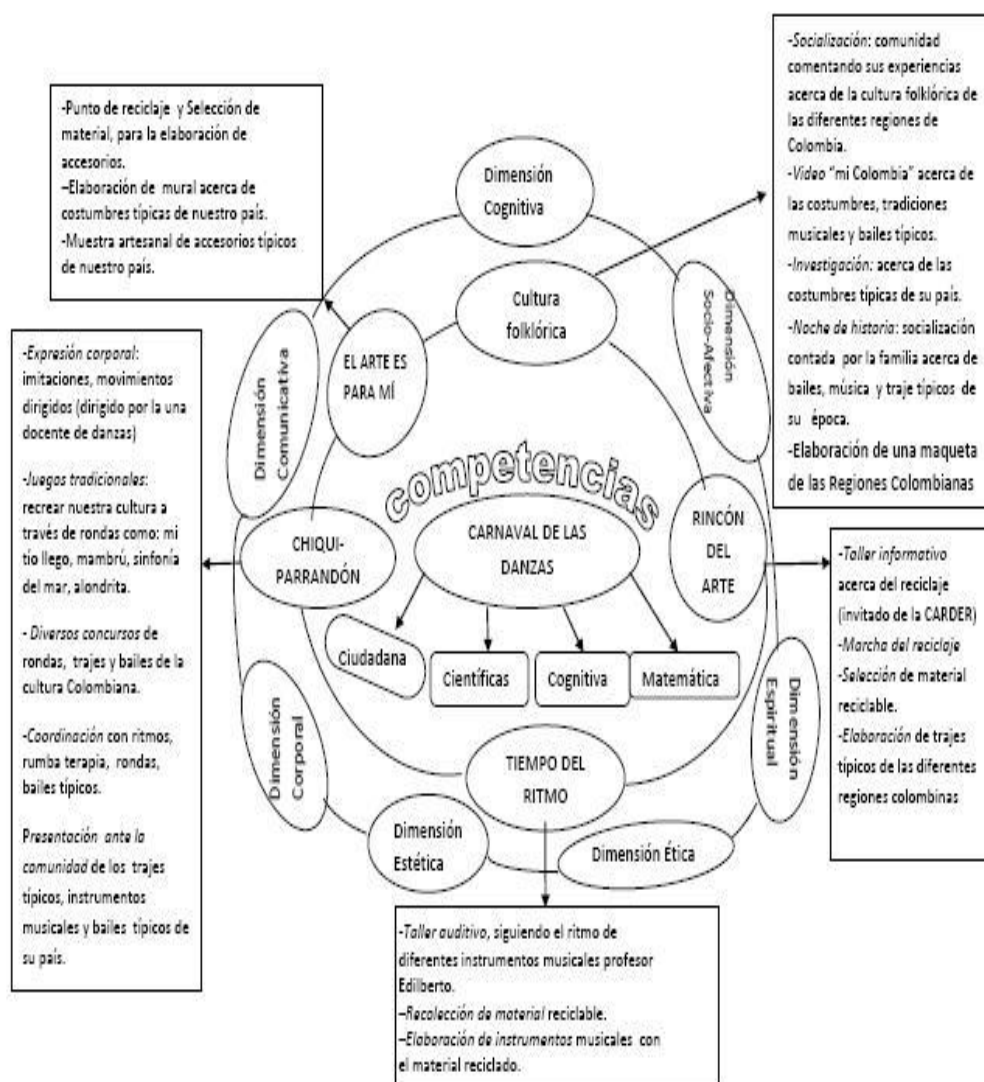 -Socialización: comunidad
comentando sus experiencias
acerca de la cultura folklórica de
las diferentes regiones de
Colombia.
-Video "mi Colombia" acerca de
las costumbres, tradiciones
musicales y bailes típicos.
-Investigación: acerca de las
costumbres típicas de su país.
-Noche de historia: socialización
contada por la familia acerca de
bailes, música y traje típicos de
su época.
-Elaboración de una maqueta
de las Regiones Colombianas
-Punto de reciclaje y Selección de
material, para la elaboración de
accesorios.
–Elaboración de mural acerca de
costumbres típicas de nuestro país.
-Muestra artesanal de accesorios típicos
de nuestro país.
Dimensión
Cognitiva
Cultura
folklórica
Dimensión
Socio-Afectiva
EL ARTE ES
PARA MÍ
Dimensión
Comunicativa
-Expresión corporal:
imitaciones, movimientos
dirigidos (dirigido por la una
docente de danzas)
-Juegos tradicionales:
recrear nuestra cultura a
través de rondas como: mi
tío llego, mambrú, sinfonía
del mar, alondrita.
- Diversos concursos de
rondas, trajes y bailes de la
cultura Colombiana.
-Coordinación con ritmos,
rumba terapia, rondas,
bailes típicos.
Presentación ante la
comunidad de los trajes
típicos, instrumentos
musicales y bailes típicos de
su país.
competencias
CHIQUI-
PARRANDÓN
CARNAVAL DE LAS
DANZAS
RINCÓN
DEL
ARTE
Ciudadana
Científicas
Cognitiva
Matemática
-Taller informativo
acerca del reciclaje
(invitado de la CARDER)
-Marcha del reciclaje
-Selección de material
reciclable.
-Elaboración de trajes
típicos de las diferentes
regiones colombinas
Dimensión
Corporal
Dimensión
Espiritual
TIEMPO DEL
RITMO
Dimensión
Estética
Dimensión Ética
-Taller auditivo, siguiendo el ritmo de
diferentes instrumentos musicales profesor
Edilberto.
–Recolección de material reciclable.
–Elaboración de instrumentos musicales con
el material reciclado.